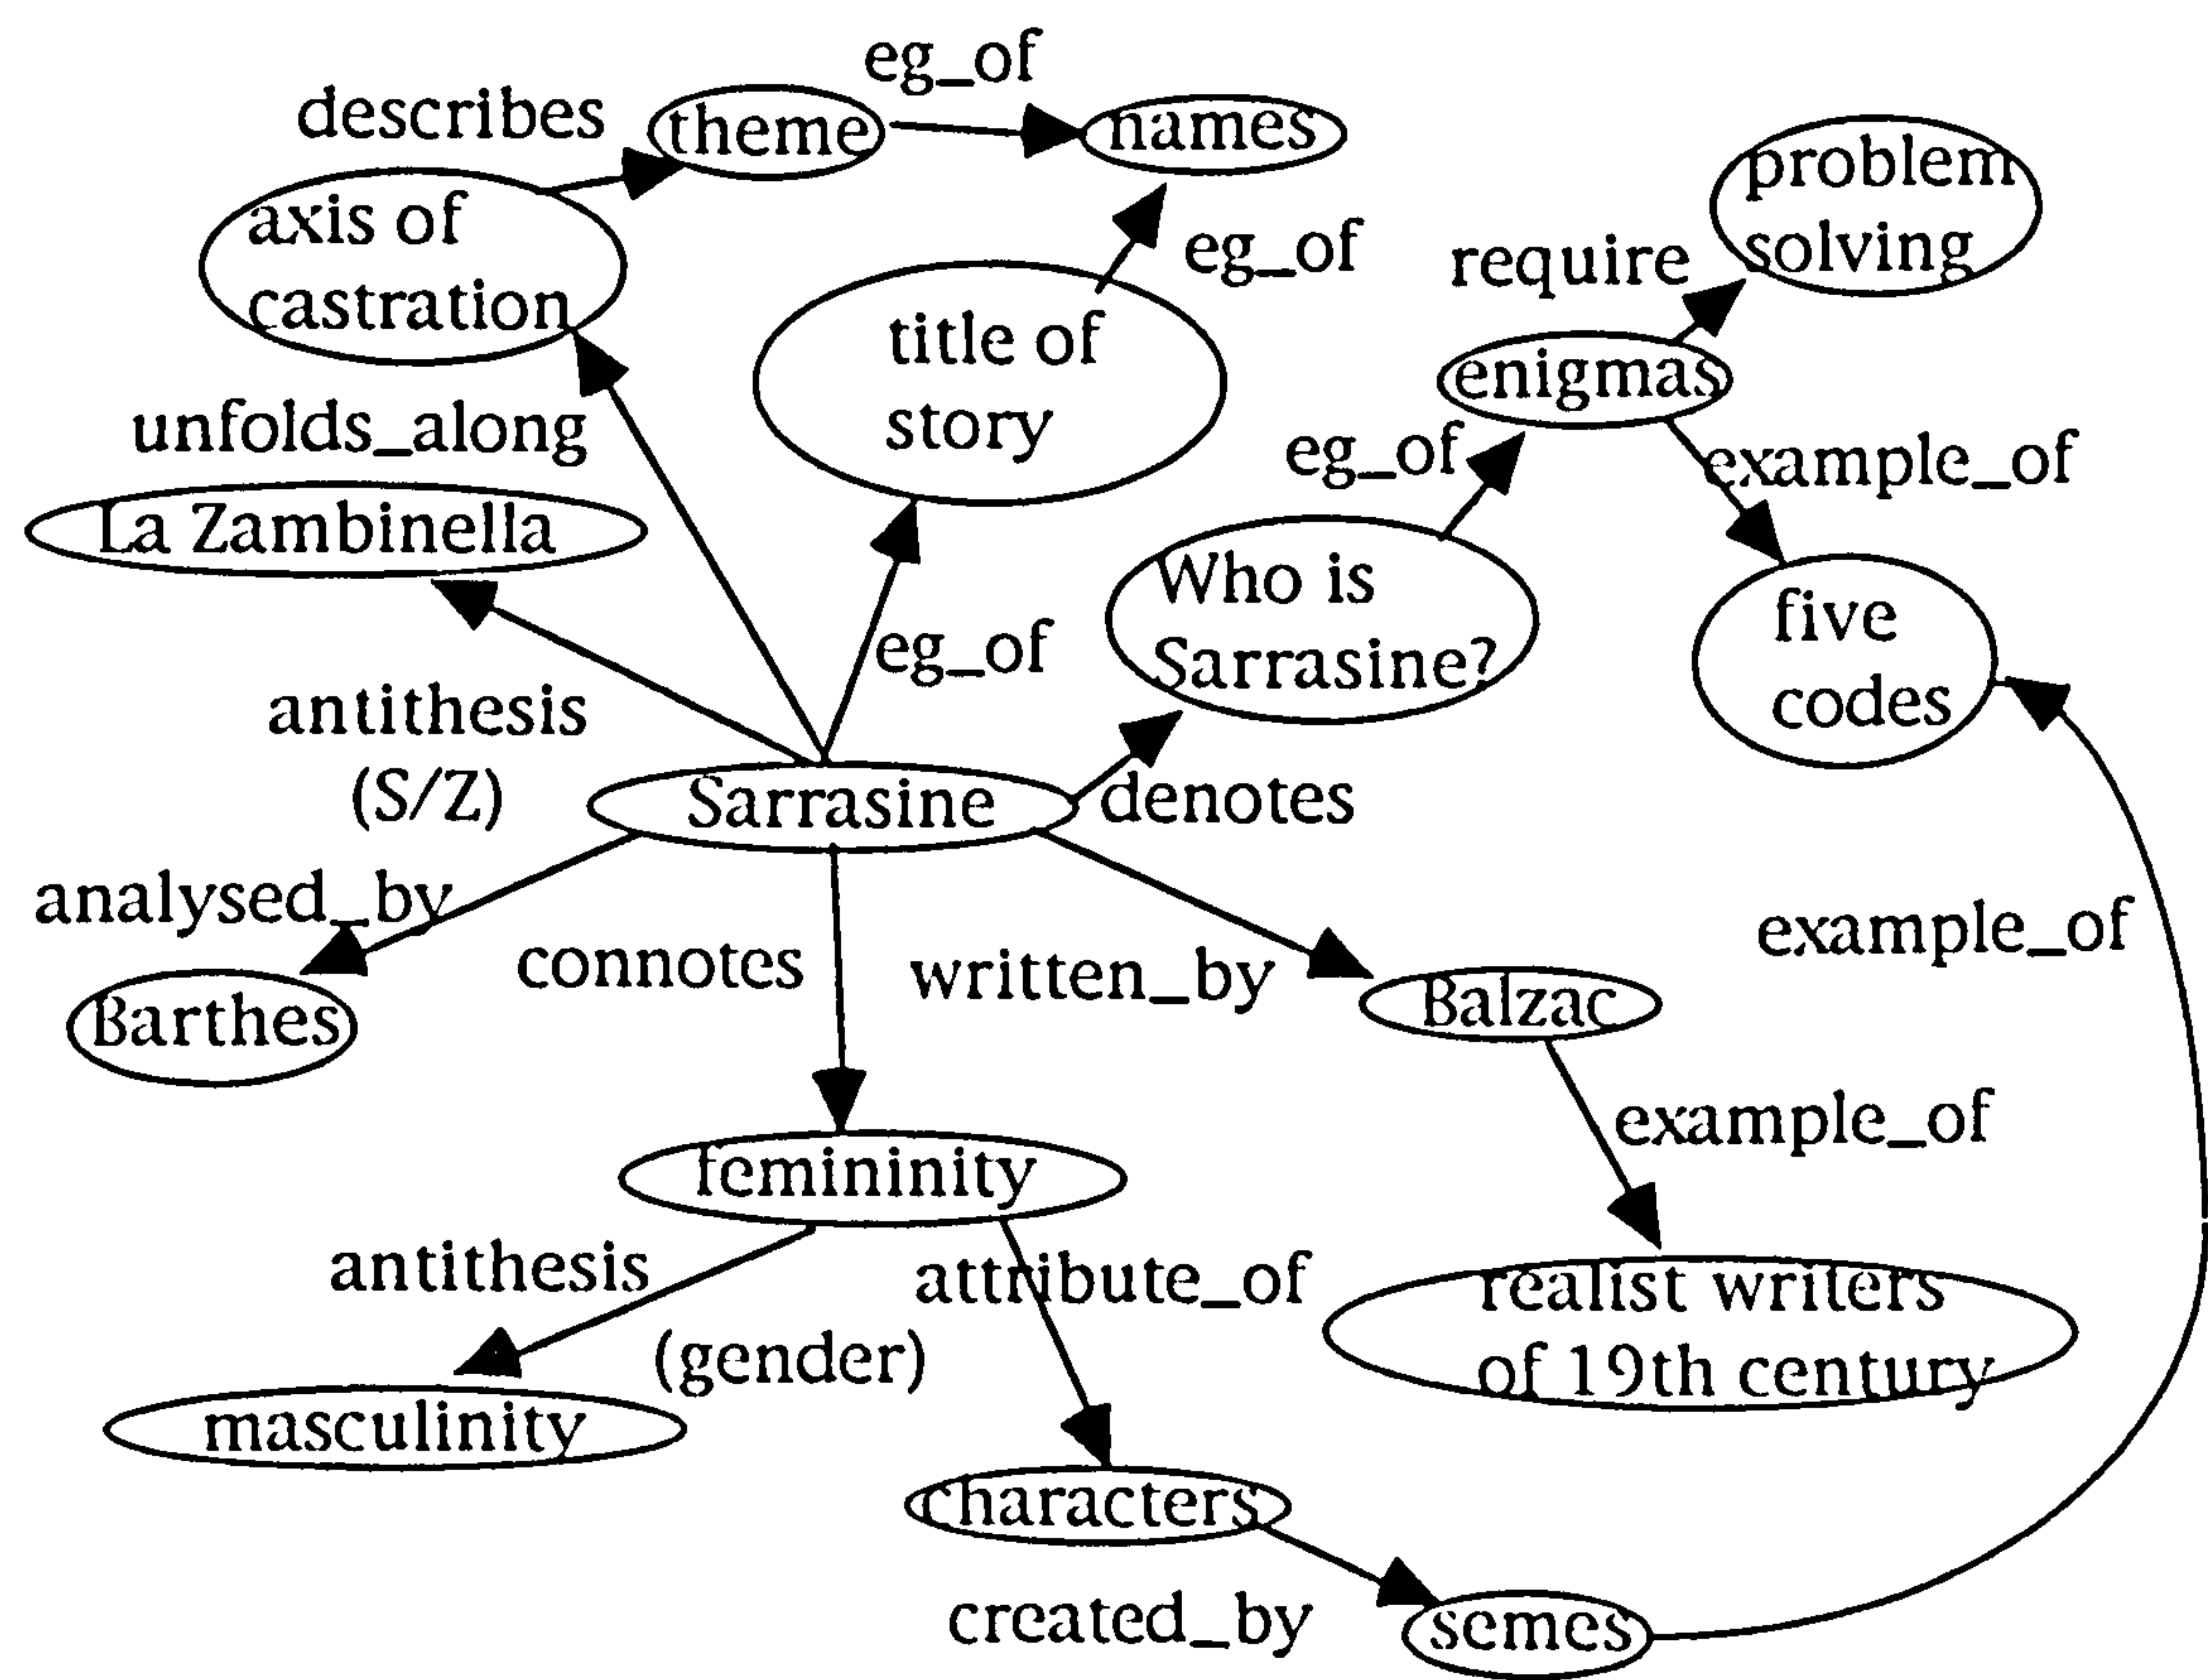 eg_of
describes
theme
names
problem
solving
axis of
castration
eg_of
require
title of
story
enigmas
unfolds_along
eg_of
example_of
La Zambinella
Who is
Sarrasine?
five
codes
eg_of
antithesis
(S/Z)
Sarrasine
denotes
analysed_by
connotes
written_by
example_of
Barthes
Balzac
example_of
femininity
antithesis
attribute_of
(gender)
realist writers
of 19th century
masculinity
characters
created_by
semes